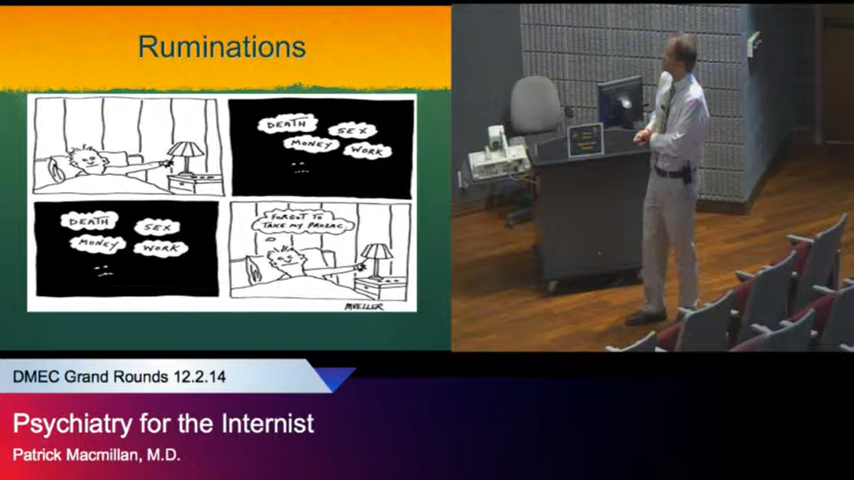 Ruminations
DEATH
SEX
MONEY
WORK
DEATH
SEX
MONEY
WORK
FORGOT TO
TAKE MY PROZAC.
MUELLER
DMEC Grand Rounds 12.2.14
Psychiatry for the Internist
Patrick Macmillan, M.D.